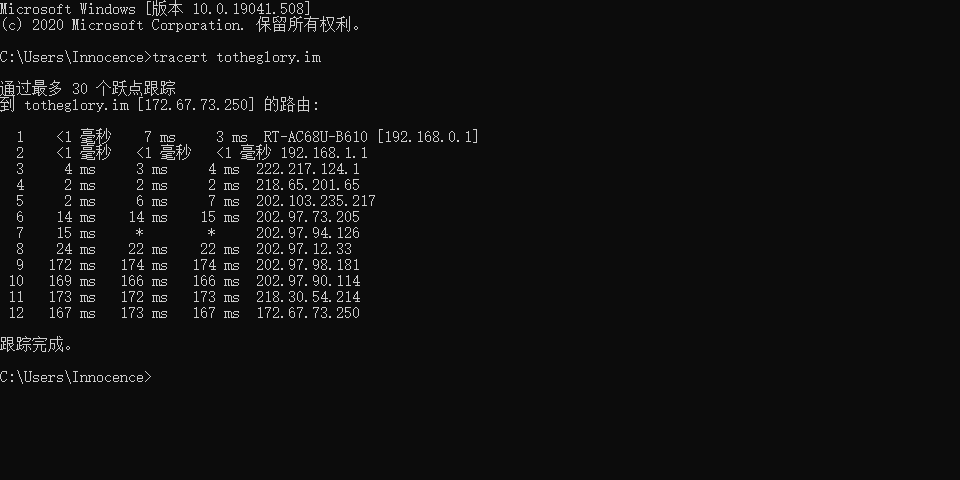 Microsoft Windows [版本 10.0.19041.508]
(c) 2020 Microsoft Corporation. 保留所有权利。
C:\Users\Innocence>tracert totheglory.im
通过最多 30 个跃点跟踪
到 totheglory.im [172.67.73.250] 的路由:
1 <1 毫秒 7 ms 3 ms RT-AC68U-B610 [192.168.0.1]
2 <1 毫秒 <1 毫秒 <1 毫秒 192.168.1.1
3 4 ms 3 ms 4 ms 222.217.124.1
4 2 ms 2 ms 2 ms 218.65.201.65
5 2 ms 6 ms 7 ms 202.103.235.217
6 14 ms 14 ms 15 ms 202.97.73.205
7 15 ms * * 202.97.94.126
8 24 ms 22 ms 22 ms 202.97.12.33
9 172 ms 174 ms 174 ms 202.97.98.181
10 169 ms 166 ms 166 ms 202.97.90.114
11 173 ms 172 ms 173 ms 218.30.54.214
12 167 ms 173 ms 167 ms 172.67.73.250
跟踪完成。
C:\Users\Innocence>